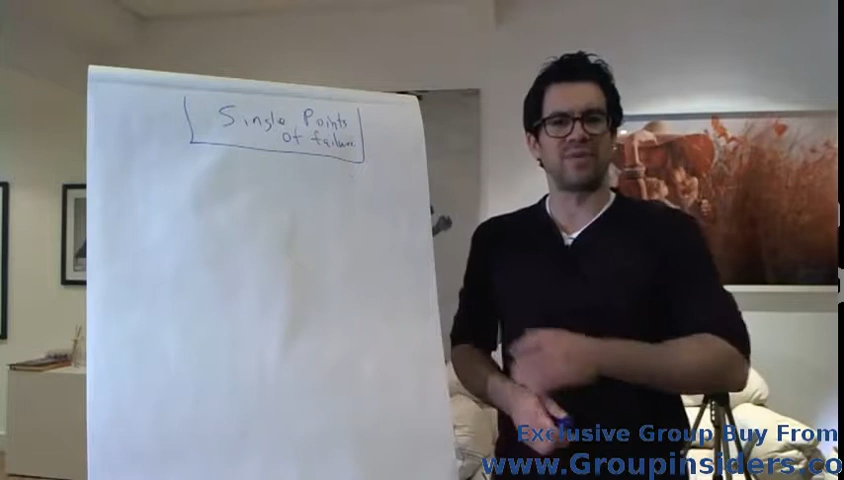 Single Points
of failure
Exclusive Group Buy From
www.Groupinsiders.co